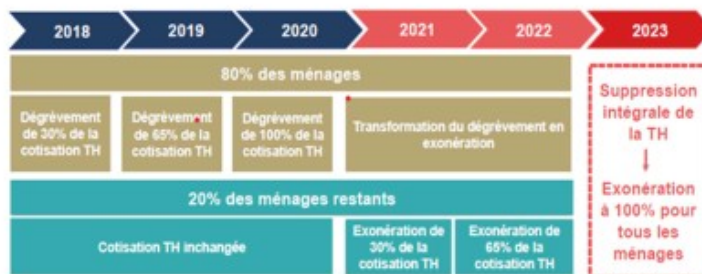 2018 2019 2020 2021 2022 2023
80% des ménages
Dégrèvement
de 30% de la
cotisation TH
Dégrèvement
de 65% de la
cotisation TH
Dégrèvement
de 100% de la
cotisation TH
Transformation du dégrèvement en
exonération
20% des ménages restants
Cotisation TH inchangée
Exonération de
30% de la
cotisation TH
Exonération de
65% de la
cotisation TH
Suppression
intégrale de
la TH
Exonération
à 100% pour
tous les
ménages